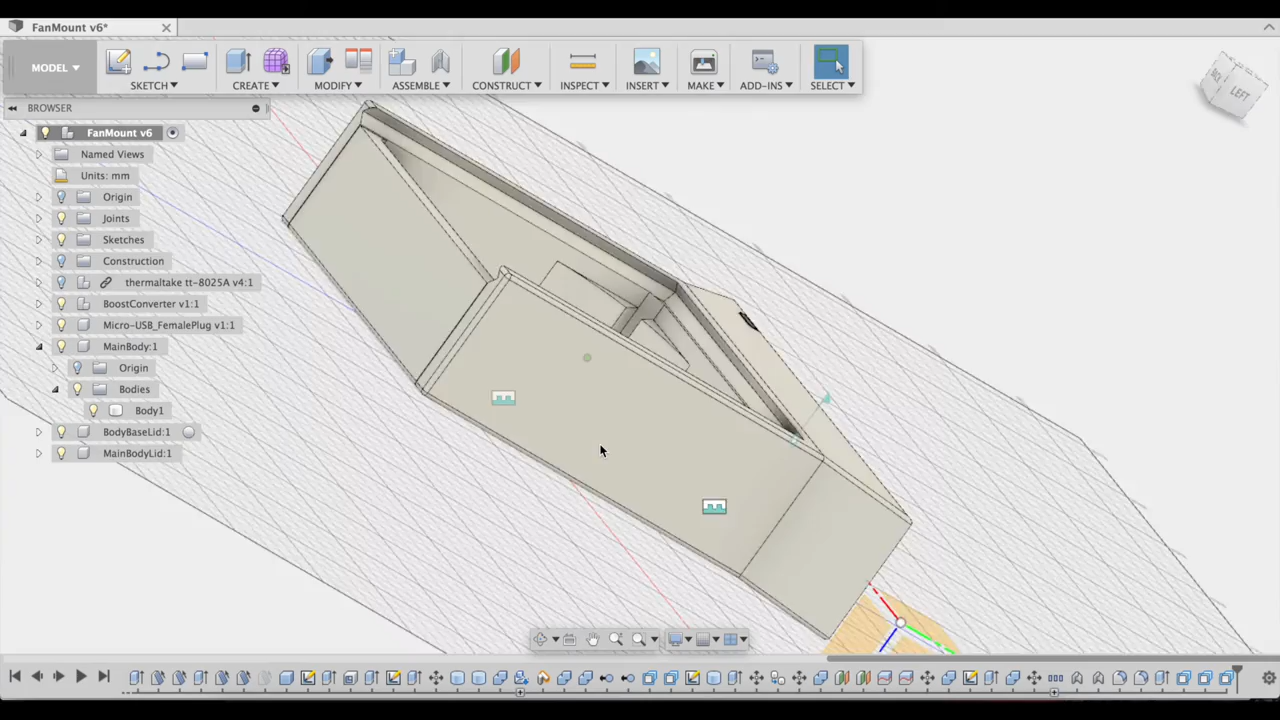 FanMount v6*
MODEL
SKETCH
CREATE
MODIFY
ASSEMBLE
CONSTRUCT
INSPECT
INSERT
MAKE
ADD-INS
SELECT
BROWSER
LEFT
FanMount v6
Named Views
Units: mm
Origin
Joints
Sketches
Construction
thermaltake tt-8025A v4:1
BoostConverter v1:1
Micro-USB_FemalePlug v1:1
MainBody:1
Origin
Bodies
Body1
BodyBaseLid:1
MainBodyLid:1